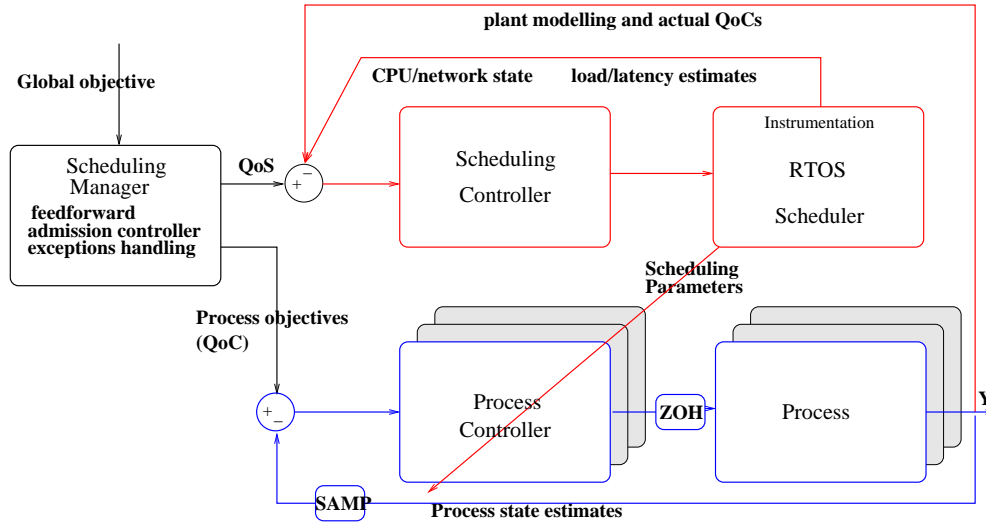 plant modelling and actual QoCs
CPU/network state
load/latency estimates
Global objective
Instrumentation
RTOS
Scheduler
Scheduling
Controller
QoS
+
−
Scheduling
Manager
feedforward
admission controller
exceptions handling
Scheduling
Parameters
Process objectives
(QoC)
+
−
Process
Controller
ZOH
Process
Y
SAMP
Process state estimates